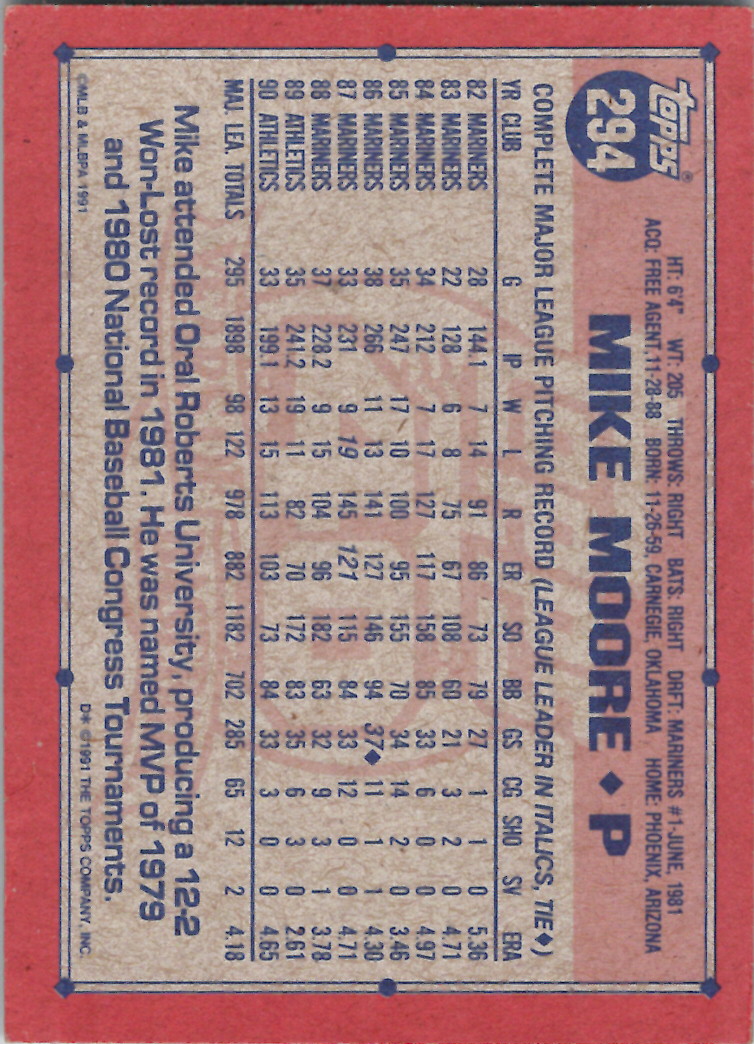 topps®
294
HT: 6'4" WT: 205 THROWS: RIGHT BATS: RIGHT DRFT: MARINERS #1-JUNE, 1981
ACQ: FREE AGENT, 11-28-88 BORN: 11-26-59, CARNEGIE, OKLAHOMA HOME: PHOENIX, ARIZONA
MIKE MOORE ♦ P
COMPLETE MAJOR LEAGUE PITCHING RECORD (LEAGUE LEADER IN ITALICS, TIE♦)
YR CLUB G IP W L R ER SO BB GS CG SHO SV ERA
82 MARINERS 28 144.1 7 14 91 86 73 79 27 1 1 0 5.36
83 MARINERS 22 128 6 8 75 67 108 60 21 3 2 0 4.71
84 MARINERS 34 212 7 17 127 117 158 85 33 6 0 0 4.97
85 MARINERS 35 247 17 10 100 95 155 70 34 14 2 0 3.46
86 MARINERS 38 266 11 13 141 127 146 94 37♦ 11 1 1 4.30
87 MARINERS 33 231 9 19 145 121 115 84 33 12 0 0 4.71
88 MARINERS 37 228.2 9 15 104 96 182 63 32 9 3 1 3.78
89 ATHLETICS 35 241.2 19 11 82 70 172 83 35 6 3 0 2.61
90 ATHLETICS 33 199.1 13 15 113 103 73 84 33 3 0 0 4.65
MAJ. LEA. TOTALS 295 1898 98 122 978 882 1182 702 285 65 12 2 4.18
Mike attended Oral Roberts University, producing a 12-2
Won-Lost record in 1981. He was named MVP of 1979
and 1980 National Baseball Congress Tournaments.
©MLB & MLBPA 1991
D* ©1991 THE TOPPS COMPANY, INC.